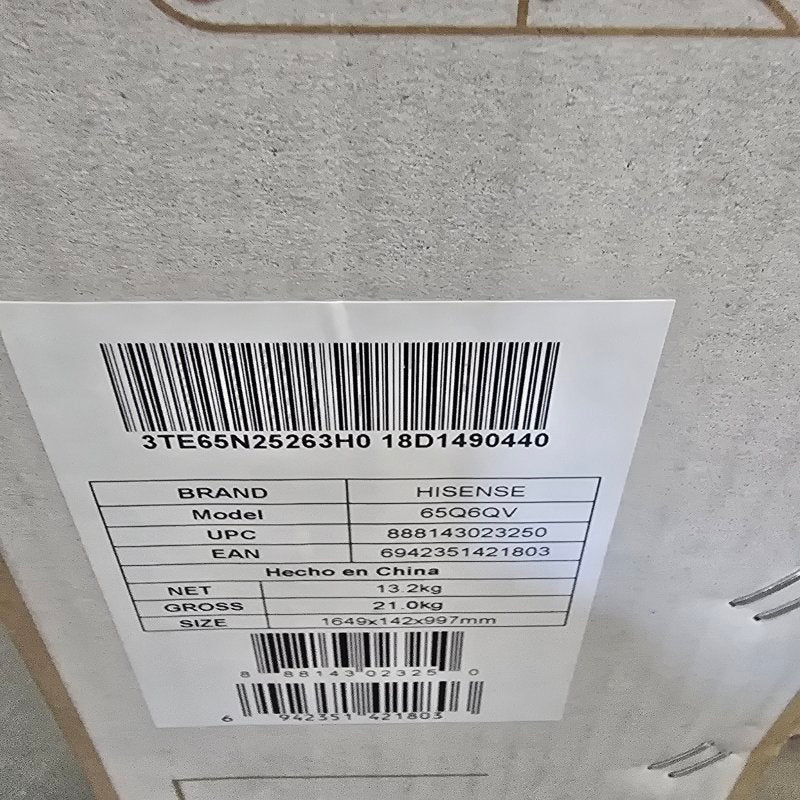 3TE65N25263H0 18D1490440
BRAND HISENSE
Model 65Q6QV
UPC 888143023250
EAN 6942351421803
Hecho en China
NET 13.2kg
GROSS 21.0kg
SIZE 1649x142x997mm
8 88143 02325 0
6 942351 421803